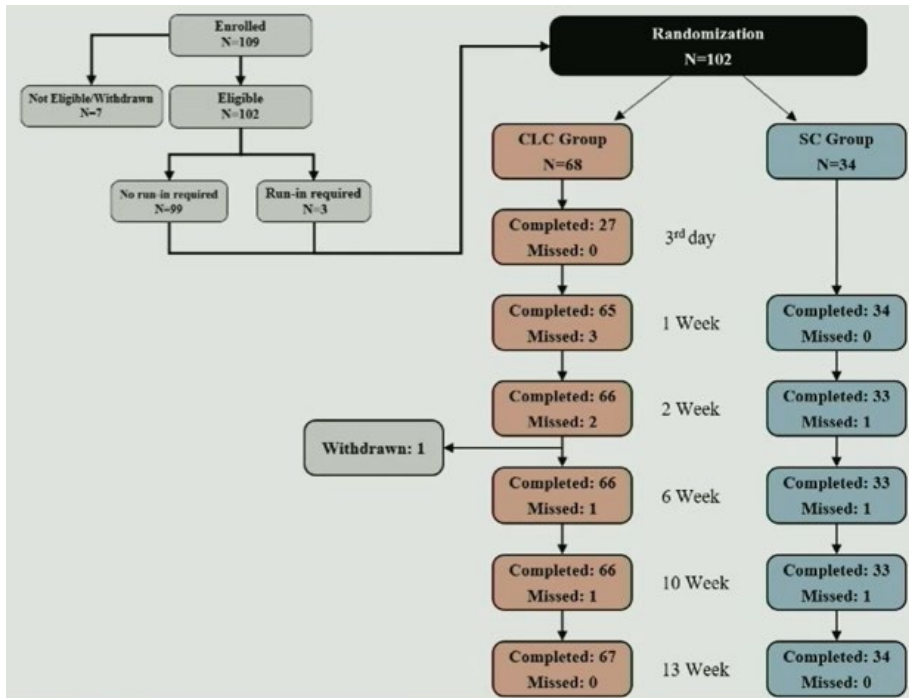 Enrolled
N=109
Not Eligible/Withdrawn
N=7
Eligible
N=102
No run-in required
N=99
Run-in required
N=3
Randomization
N=102
CLC Group
N=68
SC Group
N=34
Completed: 27
Missed: 0
3rd day
Completed: 65
Missed: 3
1 Week
Completed: 34
Missed: 0
Completed: 66
Missed: 2
2 Week
Completed: 33
Missed: 1
Withdrawn: 1
Completed: 66
Missed: 1
6 Week
Completed: 33
Missed: 1
Completed: 66
Missed: 1
10 Week
Completed: 33
Missed: 1
Completed: 67
Missed: 0
13 Week
Completed: 34
Missed: 0